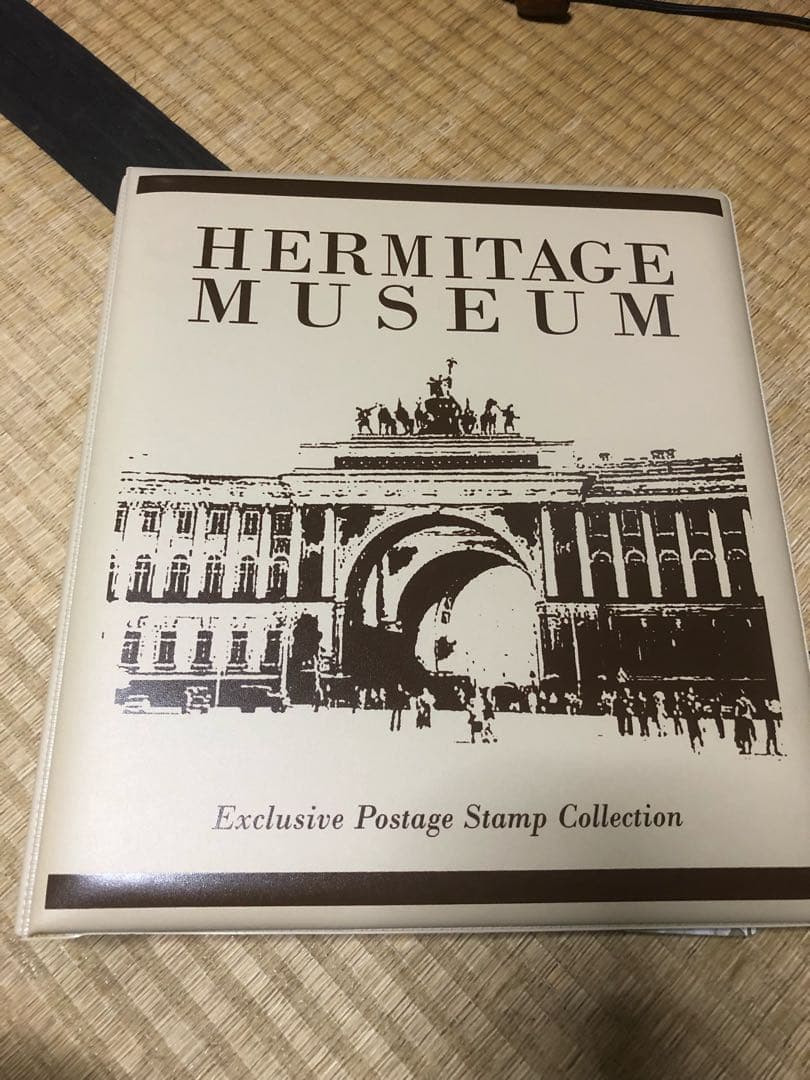 HERMITAGE
MUSEUM
Exclusive Postage Stamp Collection